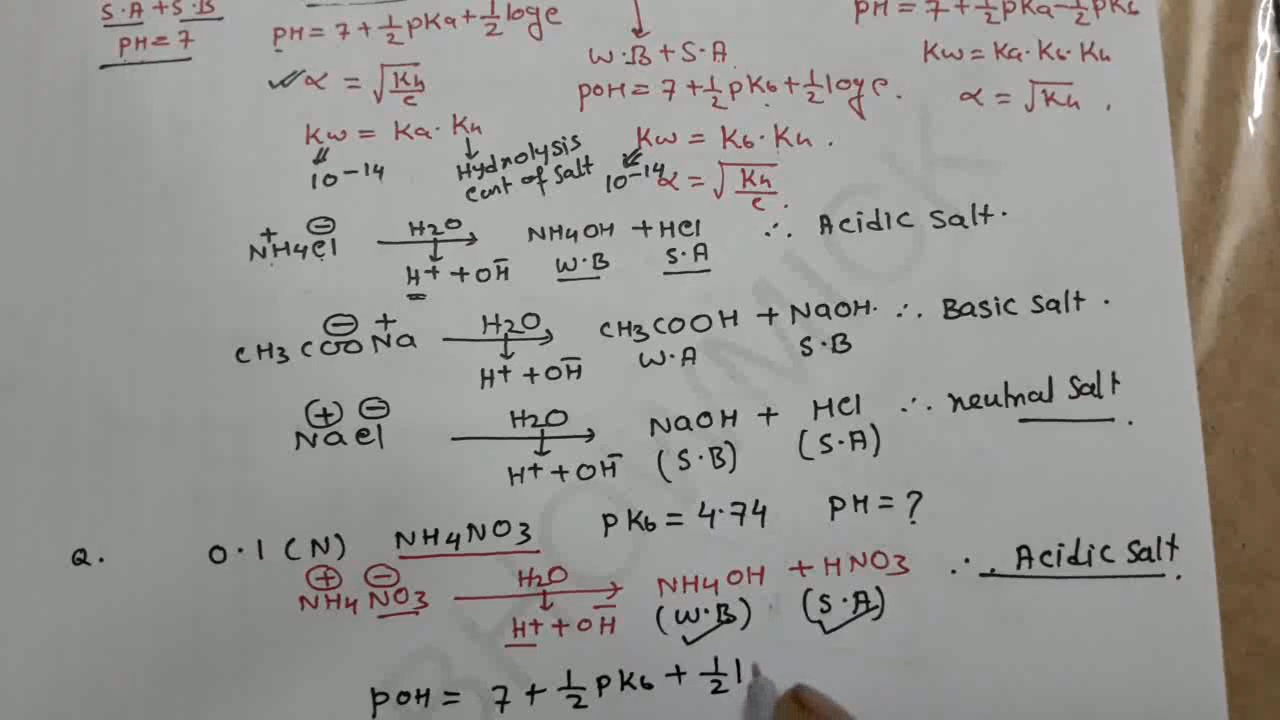 S.A + S.B
PH = 7
PH = 7 + 1/2 pKa + 1/2 logc
α = √(Kh/c)
Kw = Ka · Kh
10-14
Hydrolysis
const of salt
W·B + S·A
pOH = 7 + 1/2 pKb + 1/2 logc.
Kw = Kb · Kh.
10-14
α = √(Kh/c).
PH = 7 + 1/2 pKa - 1/2 pKb
Kw = Ka · Kb · Kh
α = √Kh.
+ ⊖
NH4Cl H2O → NH4OH + HCl ∴ Acidic Salt.
H+ + OH- W·B S·A
⊖ +
CH3COONa H2O → CH3COOH + NaOH. ∴ Basic Salt.
H+ + OH- W·A S·B
⊕ ⊖
NaCl H2O → NaOH + HCl ∴ neutral Salt.
H+ + OH- (S·B) (S·A)
Q. 0.1 (N) NH4NO3 pKb = 4.74 PH = ?
⊕ ⊖
NH4NO3 H2O → NH4OH + HNO3 ∴ Acidic Salt.
H+ + OH- (W·B) (S·A)
pOH = 7 + 1/2 pKb + 1/2 l
BHOWMICK